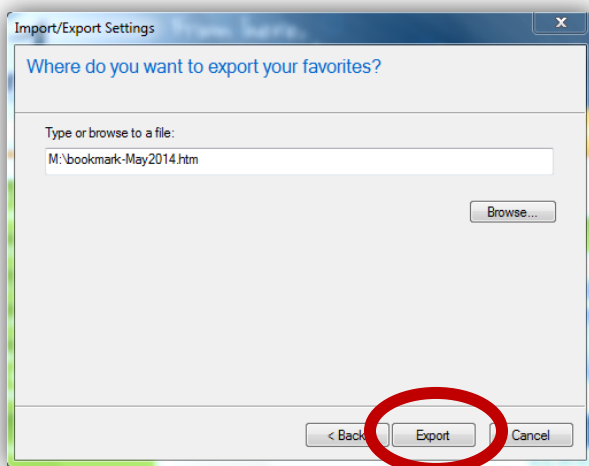 Import/Export Settings
x
Where do you want to export your favorites?
Type or browse to a file:
M:\bookmark-May2014.htm
Browse...
< Back Export Cancel